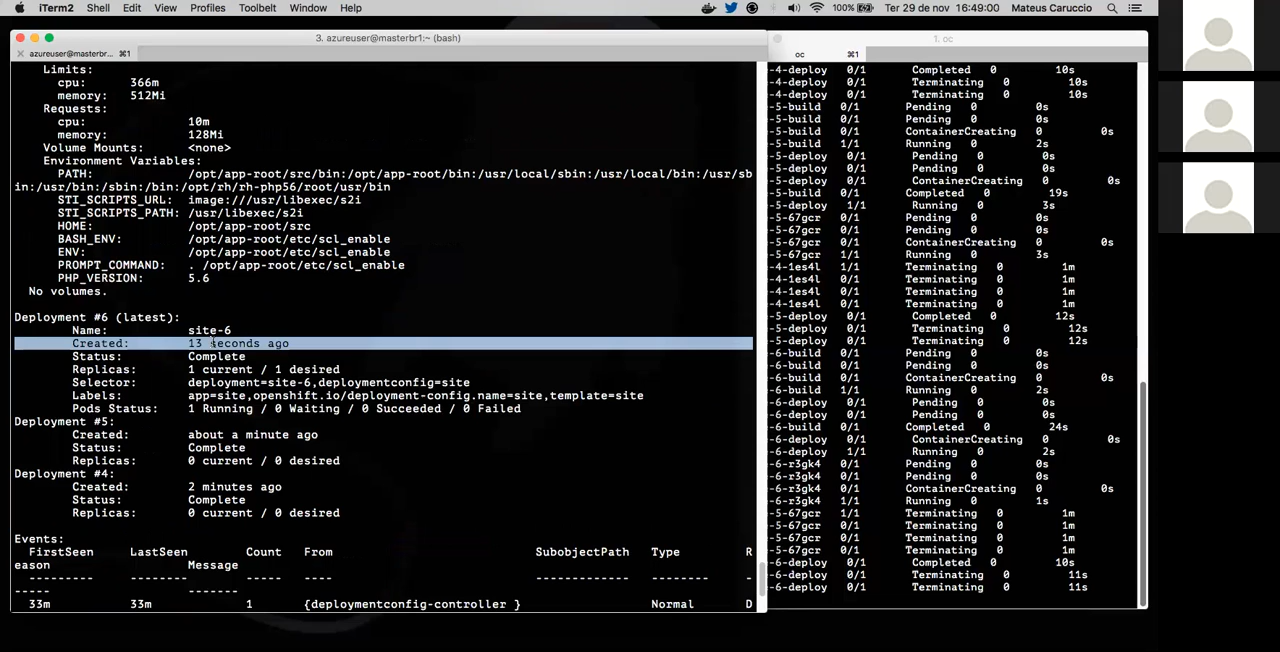 iTerm2 Shell Edit View Profiles Toolbelt Window Help 100% Ter 29 de nov 16:49:00 Mateus Caruccio
3. azureuser@masterbr1:~ (bash)
azureuser@masterbr... ⌘1
Limits:
cpu: 366m
memory: 512Mi
Requests:
cpu: 10m
memory: 128Mi
Volume Mounts: <none>
Environment Variables:
PATH: /opt/app-root/src/bin:/opt/app-root/bin:/usr/local/sbin:/usr/local/bin:/usr/sb
in:/usr/bin:/sbin:/bin:/opt/rh/rh-php56/root/usr/bin
STI_SCRIPTS_URL: image:///usr/libexec/s2i
STI_SCRIPTS_PATH: /usr/libexec/s2i
HOME: /opt/app-root/src
BASH_ENV: /opt/app-root/etc/scl_enable
ENV: /opt/app-root/etc/scl_enable
PROMPT_COMMAND: . /opt/app-root/etc/scl_enable
PHP_VERSION: 5.6
No volumes.
Deployment #6 (latest):
Name: site-6
Created: 13 seconds ago
Status: Complete
Replicas: 1 current / 1 desired
Selector: deployment=site-6,deploymentconfig=site
Labels: app=site,openshift.io/deployment-config.name=site,template=site
Pods Status: 1 Running / 0 Waiting / 0 Succeeded / 0 Failed
Deployment #5:
Created: about a minute ago
Status: Complete
Replicas: 0 current / 0 desired
Deployment #4:
Created: 2 minutes ago
Status: Complete
Replicas: 0 current / 0 desired
Events:
FirstSeen LastSeen Count From SubobjectPath Type R
eason Message
--------- -------- ----- ---- ------------- -------- -
----- -------
33m 33m 1 {deploymentconfig-controller } Normal D
1. oc
oc ⌘1
-4-deploy 0/1 Completed 0 10s
-4-deploy 0/1 Terminating 0 10s
-4-deploy 0/1 Terminating 0 10s
-5-build 0/1 Pending 0 0s
-5-build 0/1 Pending 0 0s
-5-build 0/1 ContainerCreating 0 0s
-5-build 1/1 Running 0 2s
-5-deploy 0/1 Pending 0 0s
-5-deploy 0/1 Pending 0 0s
-5-deploy 0/1 ContainerCreating 0 0s
-5-build 0/1 Completed 0 19s
-5-deploy 1/1 Running 0 3s
-5-67gcr 0/1 Pending 0 0s
-5-67gcr 0/1 Pending 0 0s
-5-67gcr 0/1 ContainerCreating 0 0s
-5-67gcr 1/1 Running 0 3s
-4-1es4l 1/1 Terminating 0 1m
-4-1es4l 0/1 Terminating 0 1m
-4-1es4l 0/1 Terminating 0 1m
-4-1es4l 0/1 Terminating 0 1m
-5-deploy 0/1 Completed 0 12s
-5-deploy 0/1 Terminating 0 12s
-5-deploy 0/1 Terminating 0 12s
-6-build 0/1 Pending 0 0s
-6-build 0/1 Pending 0 0s
-6-build 0/1 ContainerCreating 0 0s
-6-build 1/1 Running 0 2s
-6-deploy 0/1 Pending 0 0s
-6-deploy 0/1 Pending 0 0s
-6-build 0/1 Completed 0 24s
-6-deploy 0/1 ContainerCreating 0 0s
-6-deploy 1/1 Running 0 2s
-6-r3gk4 0/1 Pending 0 0s
-6-r3gk4 0/1 Pending 0 0s
-6-r3gk4 0/1 ContainerCreating 0 0s
-6-r3gk4 1/1 Running 0 1s
-5-67gcr 1/1 Terminating 0 1m
-5-67gcr 0/1 Terminating 0 1m
-5-67gcr 0/1 Terminating 0 1m
-5-67gcr 0/1 Terminating 0 1m
-6-deploy 0/1 Completed 0 10s
-6-deploy 0/1 Terminating 0 11s
-6-deploy 0/1 Terminating 0 11s